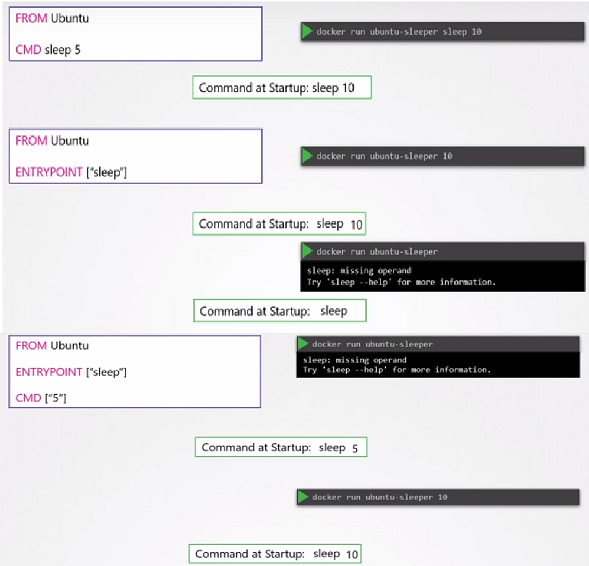 FROM Ubuntu
docker run ubuntu-sleeper sleep 10
CMD sleep 5
Command at Startup: sleep 10
FROM Ubuntu
docker run ubuntu-sleeper 10
ENTRYPOINT ["sleep"]
Command at Startup: sleep 10
docker run ubuntu-sleeper
sleep: missing operand
Try 'sleep --help' for more information.
Command at Startup: sleep
FROM Ubuntu
docker run ubuntu-sleeper
sleep: missing operand
Try 'sleep --help' for more information.
ENTRYPOINT ["sleep"]
CMD ["5"]
Command at Startup: sleep 5
docker run ubuntu-sleeper 10
Command at Startup: sleep 10